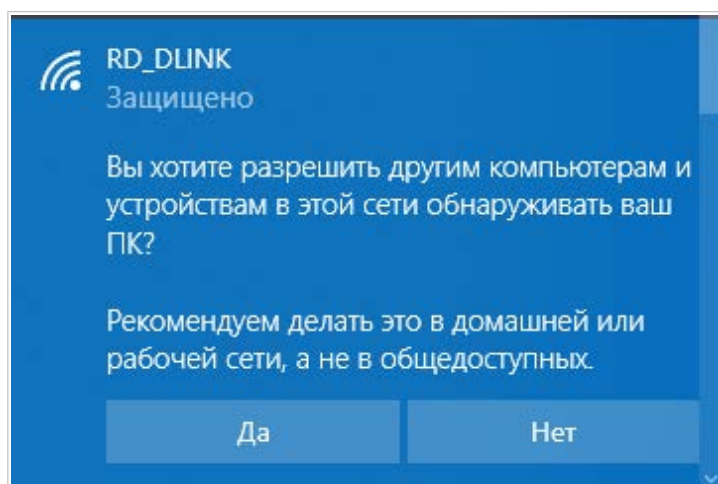 RD_DLINK
Защищено
Вы хотите разрешить другим компьютерам и
устройствам в этой сети обнаруживать ваш
ПК?
Рекомендуем делать это в домашней или
рабочей сети, а не в общедоступных.
Да Нет